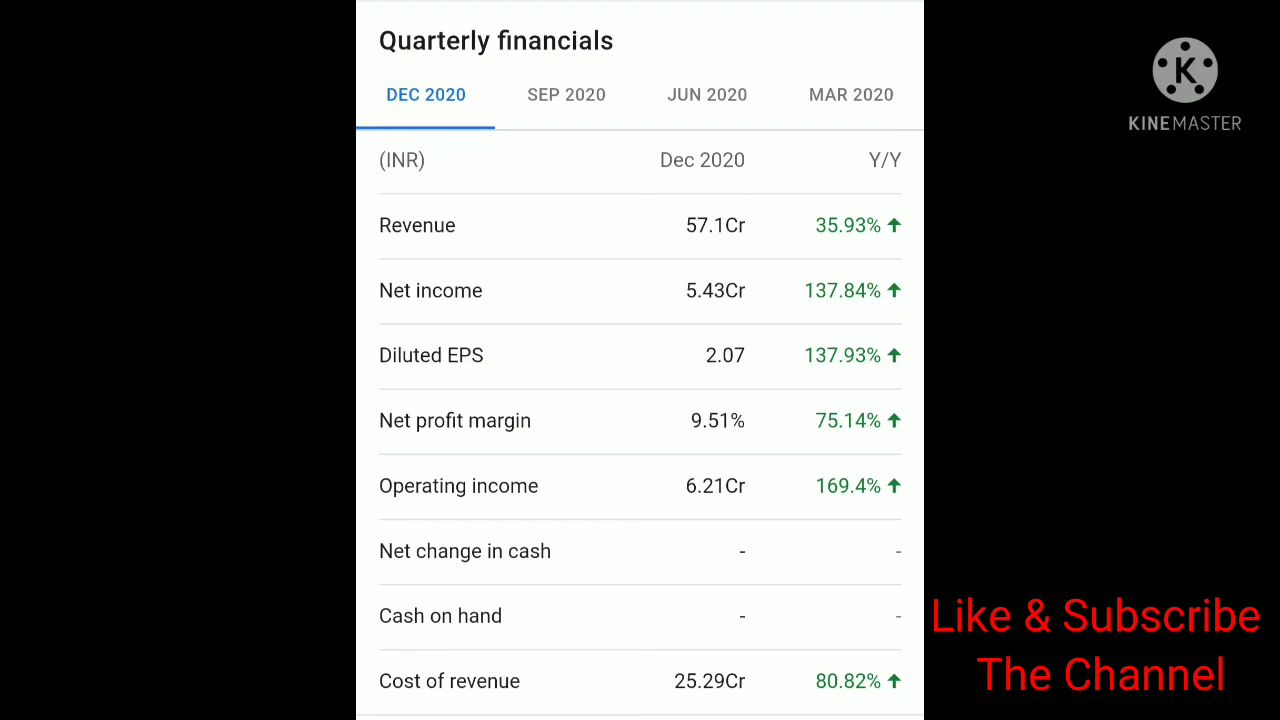 Quarterly financials
DEC 2020 SEP 2020 JUN 2020 MAR 2020
(INR) Dec 2020 Y/Y
Revenue 57.1Cr 35.93%
Net income 5.43Cr 137.84%
Diluted EPS 2.07 137.93%
Net profit margin 9.51% 75.14%
Operating income 6.21Cr 169.4%
Net change in cash - -
Cash on hand - -
Cost of revenue 25.29Cr 80.82%
K
KINEMASTER
Like & Subscribe
The Channel